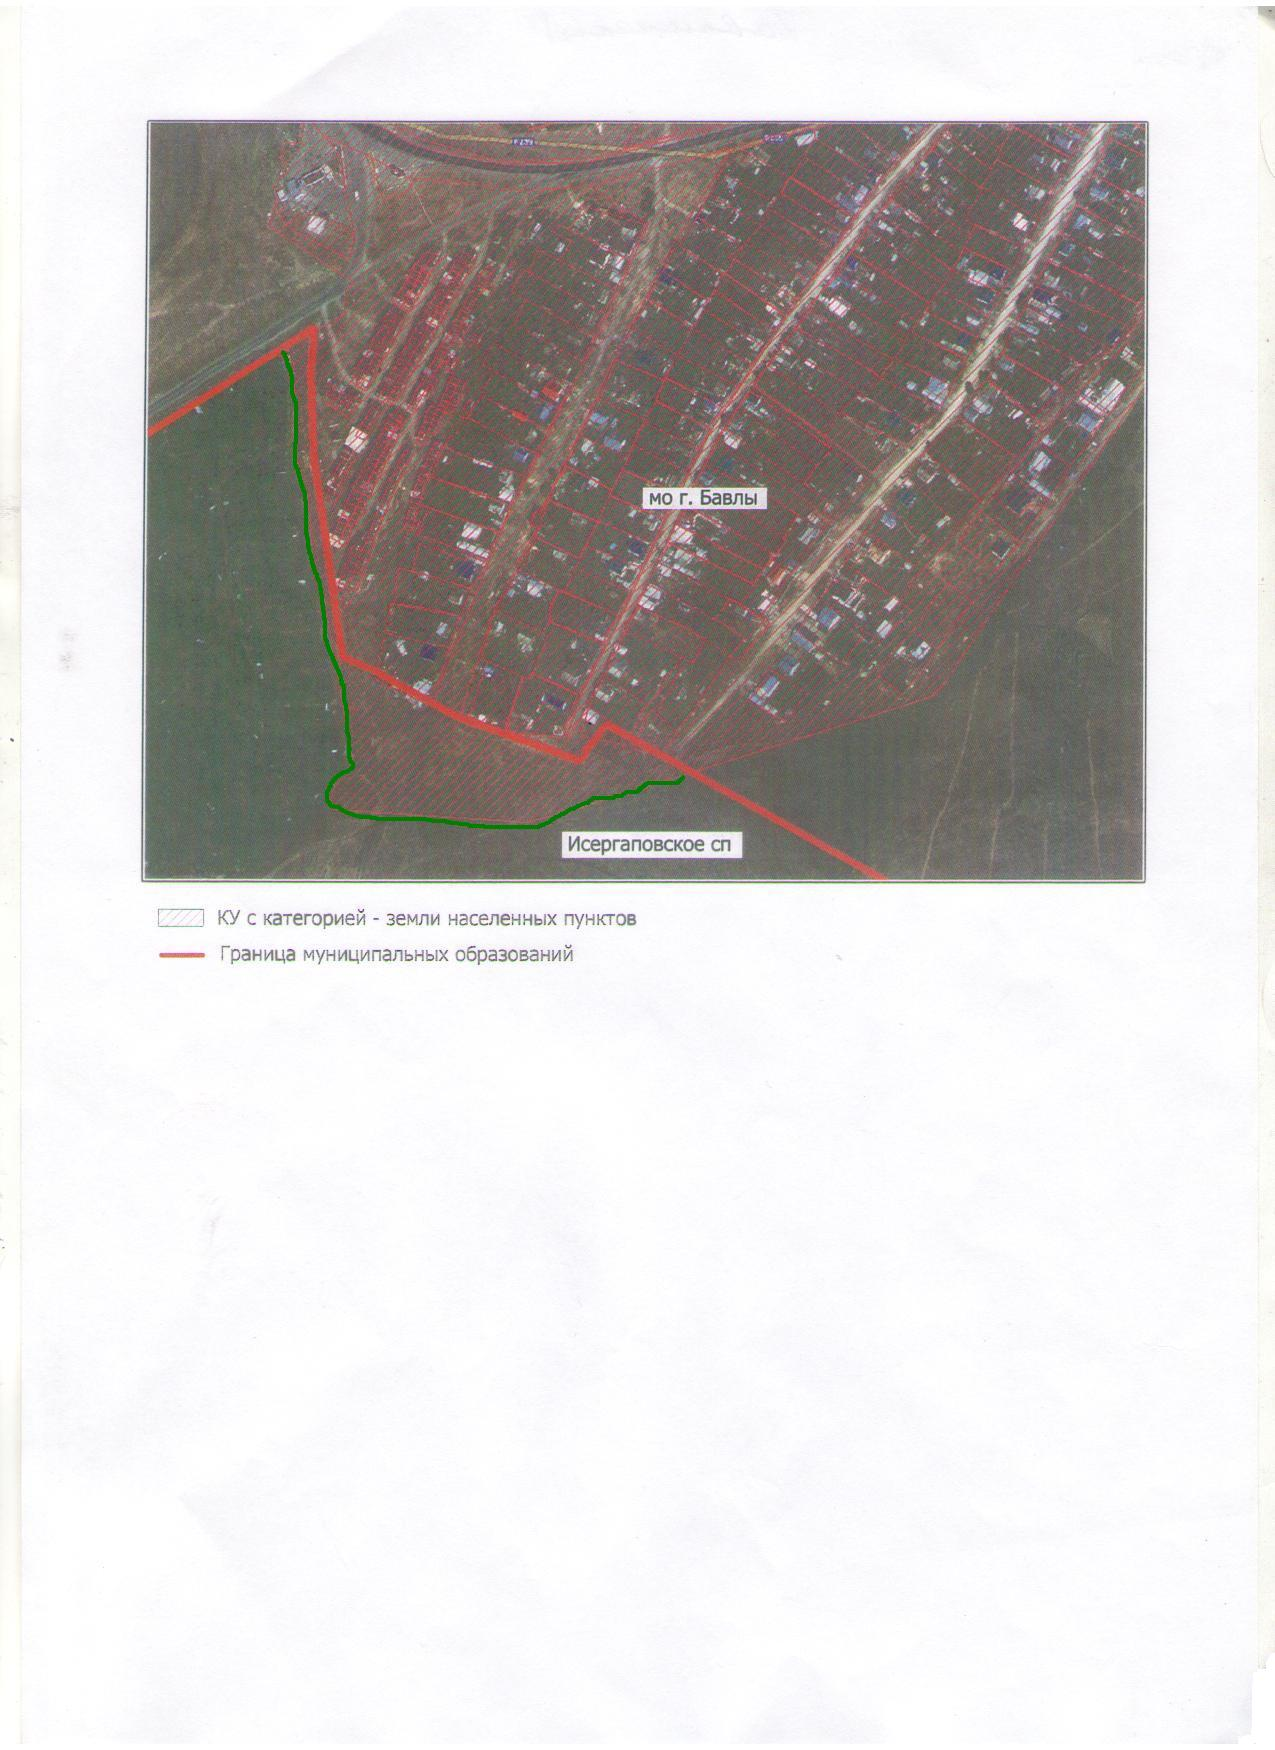 мо г. Бавлы
Исергаповское сп
КУ с категорией - земли населенных пунктов
Граница муниципальных образований